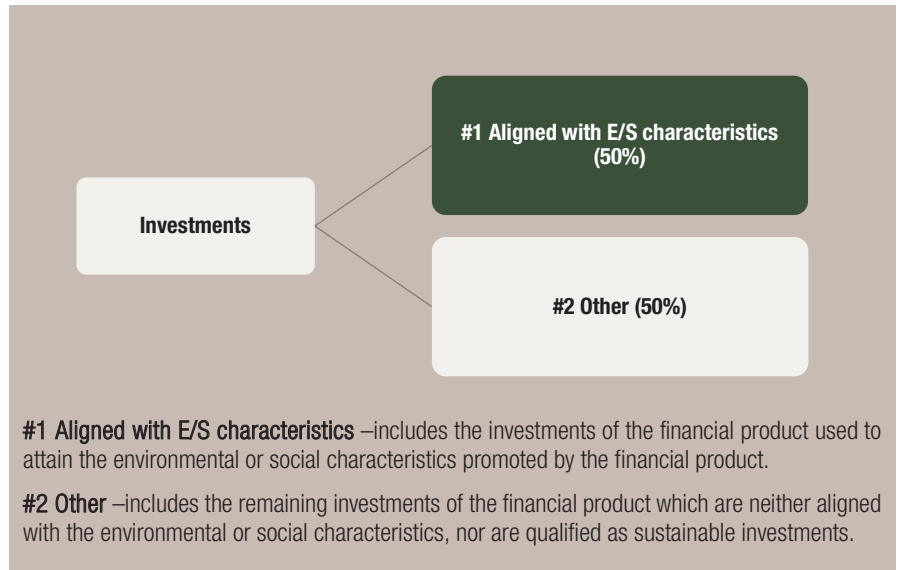 #1 Aligned with E/S characteristics
(50%)
Investments
#2 Other (50%)
#1 Aligned with E/S characteristics –includes the investments of the financial product used to
attain the environmental or social characteristics promoted by the financial product.
#2 Other –includes the remaining investments of the financial product which are neither aligned
with the environmental or social characteristics, nor are qualified as sustainable investments.